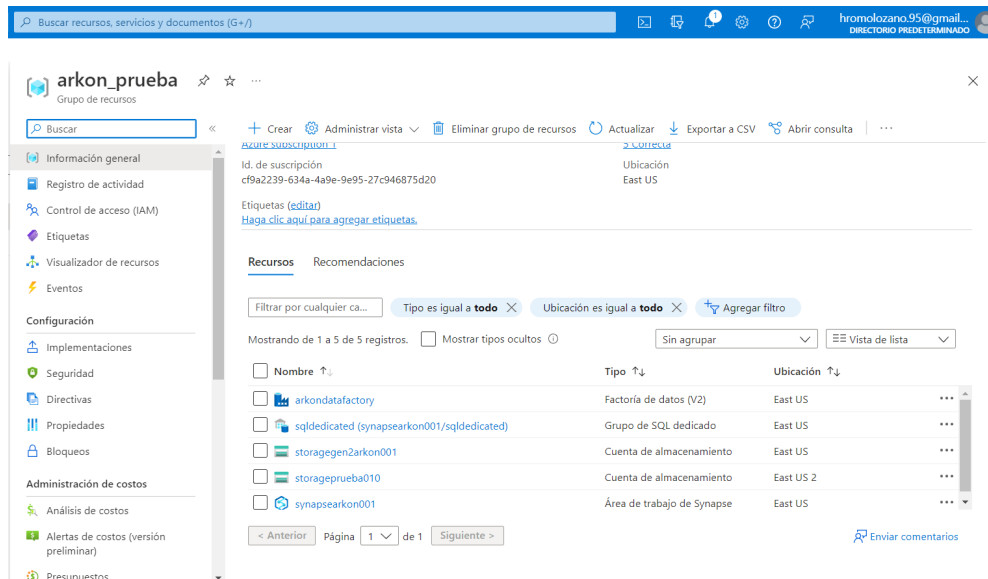 Buscar recursos, servicios y documentos (G+/)
1
hromolozano.95@gmail...
DIRECTORIO PREDETERMINADO
arkon_prueba
Grupo de recursos
Buscar
Crear Administrar vista Eliminar grupo de recursos Actualizar Exportar a CSV Abrir consulta
Información general
Registro de actividad
Control de acceso (IAM)
Etiquetas
Visualizador de recursos
Eventos
Configuración
Implementaciones
Seguridad
Directivas
Propiedades
Bloqueos
Administración de costos
Análisis de costos
Alertas de costos (versión
preliminar)
Presupuestos
Azure subscription 1 3 Correcta
Id. de suscripción Ubicación
cf9a2239-634a-4a9e-9e95-27c946875d20 East US
Etiquetas (editar)
Haga clic aquí para agregar etiquetas.
Recursos Recomendaciones
Filtrar por cualquier ca... Tipo es igual a todo Ubicación es igual a todo Agregar filtro
Mostrando de 1 a 5 de 5 registros. Mostrar tipos ocultos Sin agrupar Vista de lista
Nombre ↑↓ Tipo ↑↓ Ubicación ↑↓
arkondatafactory Factoría de datos (V2) East US
sqldedicated (synapsearkon001/sqldedicated) Grupo de SQL dedicado East US
storagegen2arkon001 Cuenta de almacenamiento East US
storageprueba010 Cuenta de almacenamiento East US 2
synapsearkon001 Área de trabajo de Synapse East US
< Anterior Página 1 de 1 Siguiente > Enviar comentarios